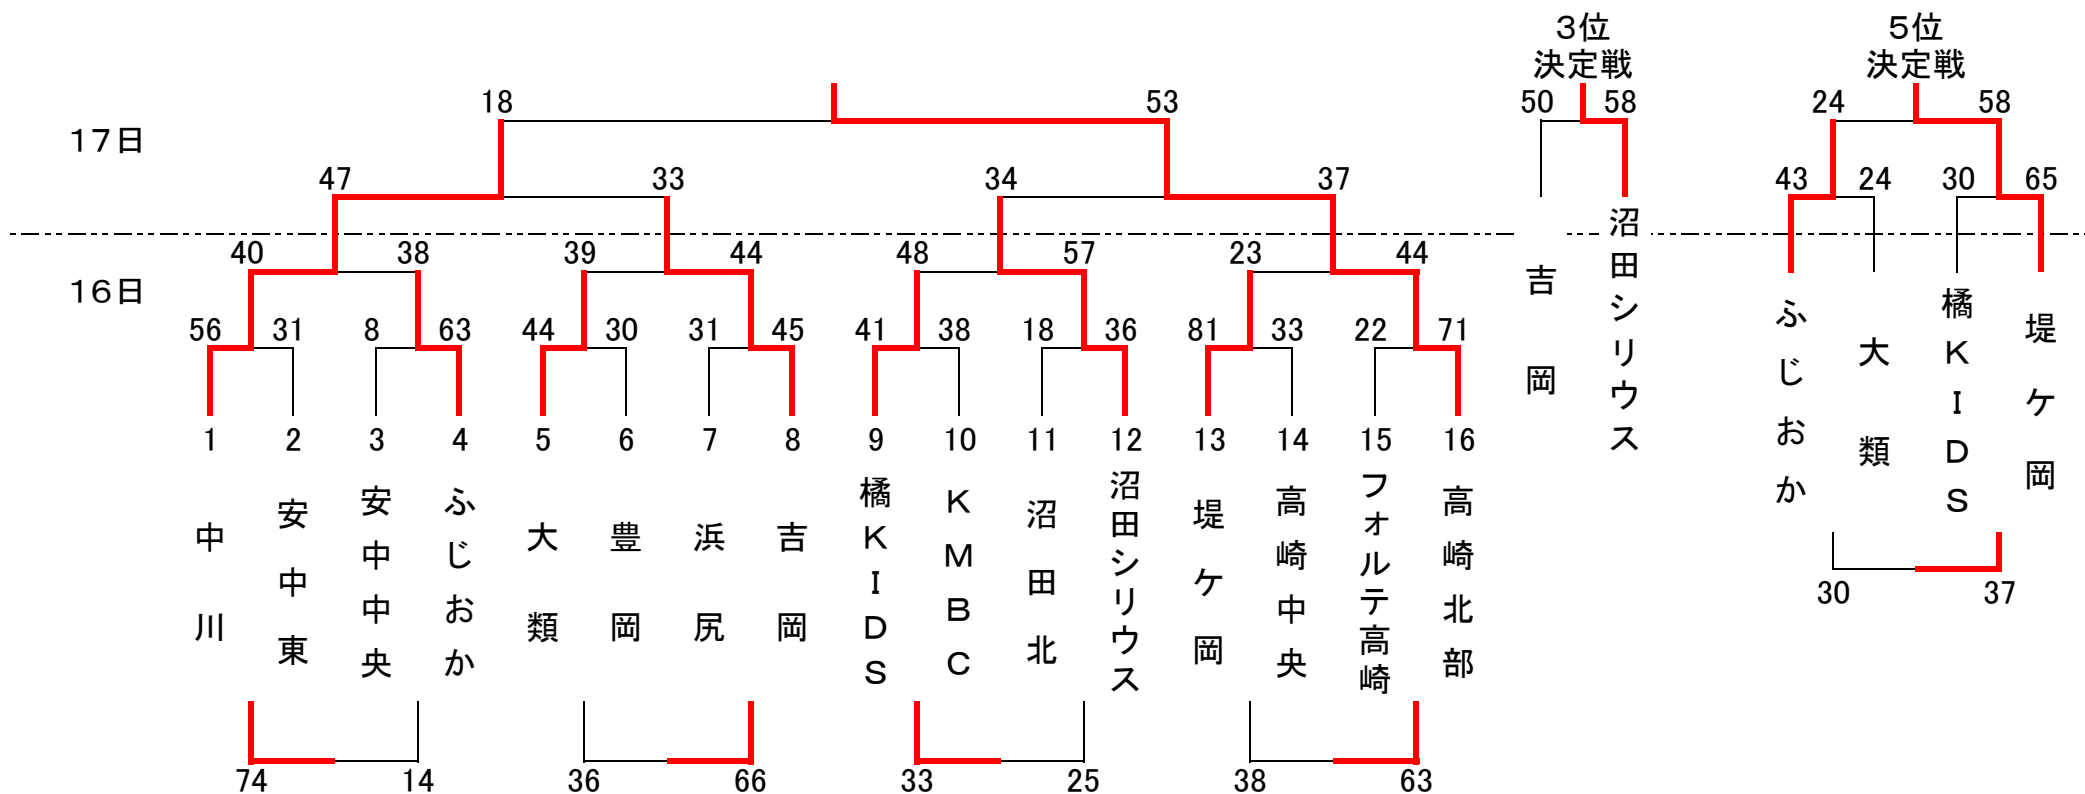 3位
決定戦
5位
決定戦
18
53
50
58
24
58
17日
47
33
34
37
43
24
30
65
40
38
39
44
48
57
23
44
16日
56
31
8
63
44
30
31
45
41
38
18
36
81
33
22
71
吉岡
沼田シリウス
ふじおか
大類
橘KIDS
堤ケ岡
1
2
3
4
5
6
7
8
9
10
11
12
13
14
15
16
中川
安中東
安中中央
ふじおか
大類
豊岡
浜尻
吉岡
橘KIDS
KMBC
沼田北
沼田シリウス
堤ケ岡
高崎中央
フォルテ高崎
高崎北部
30
37
74
14
36
66
33
25
38
63